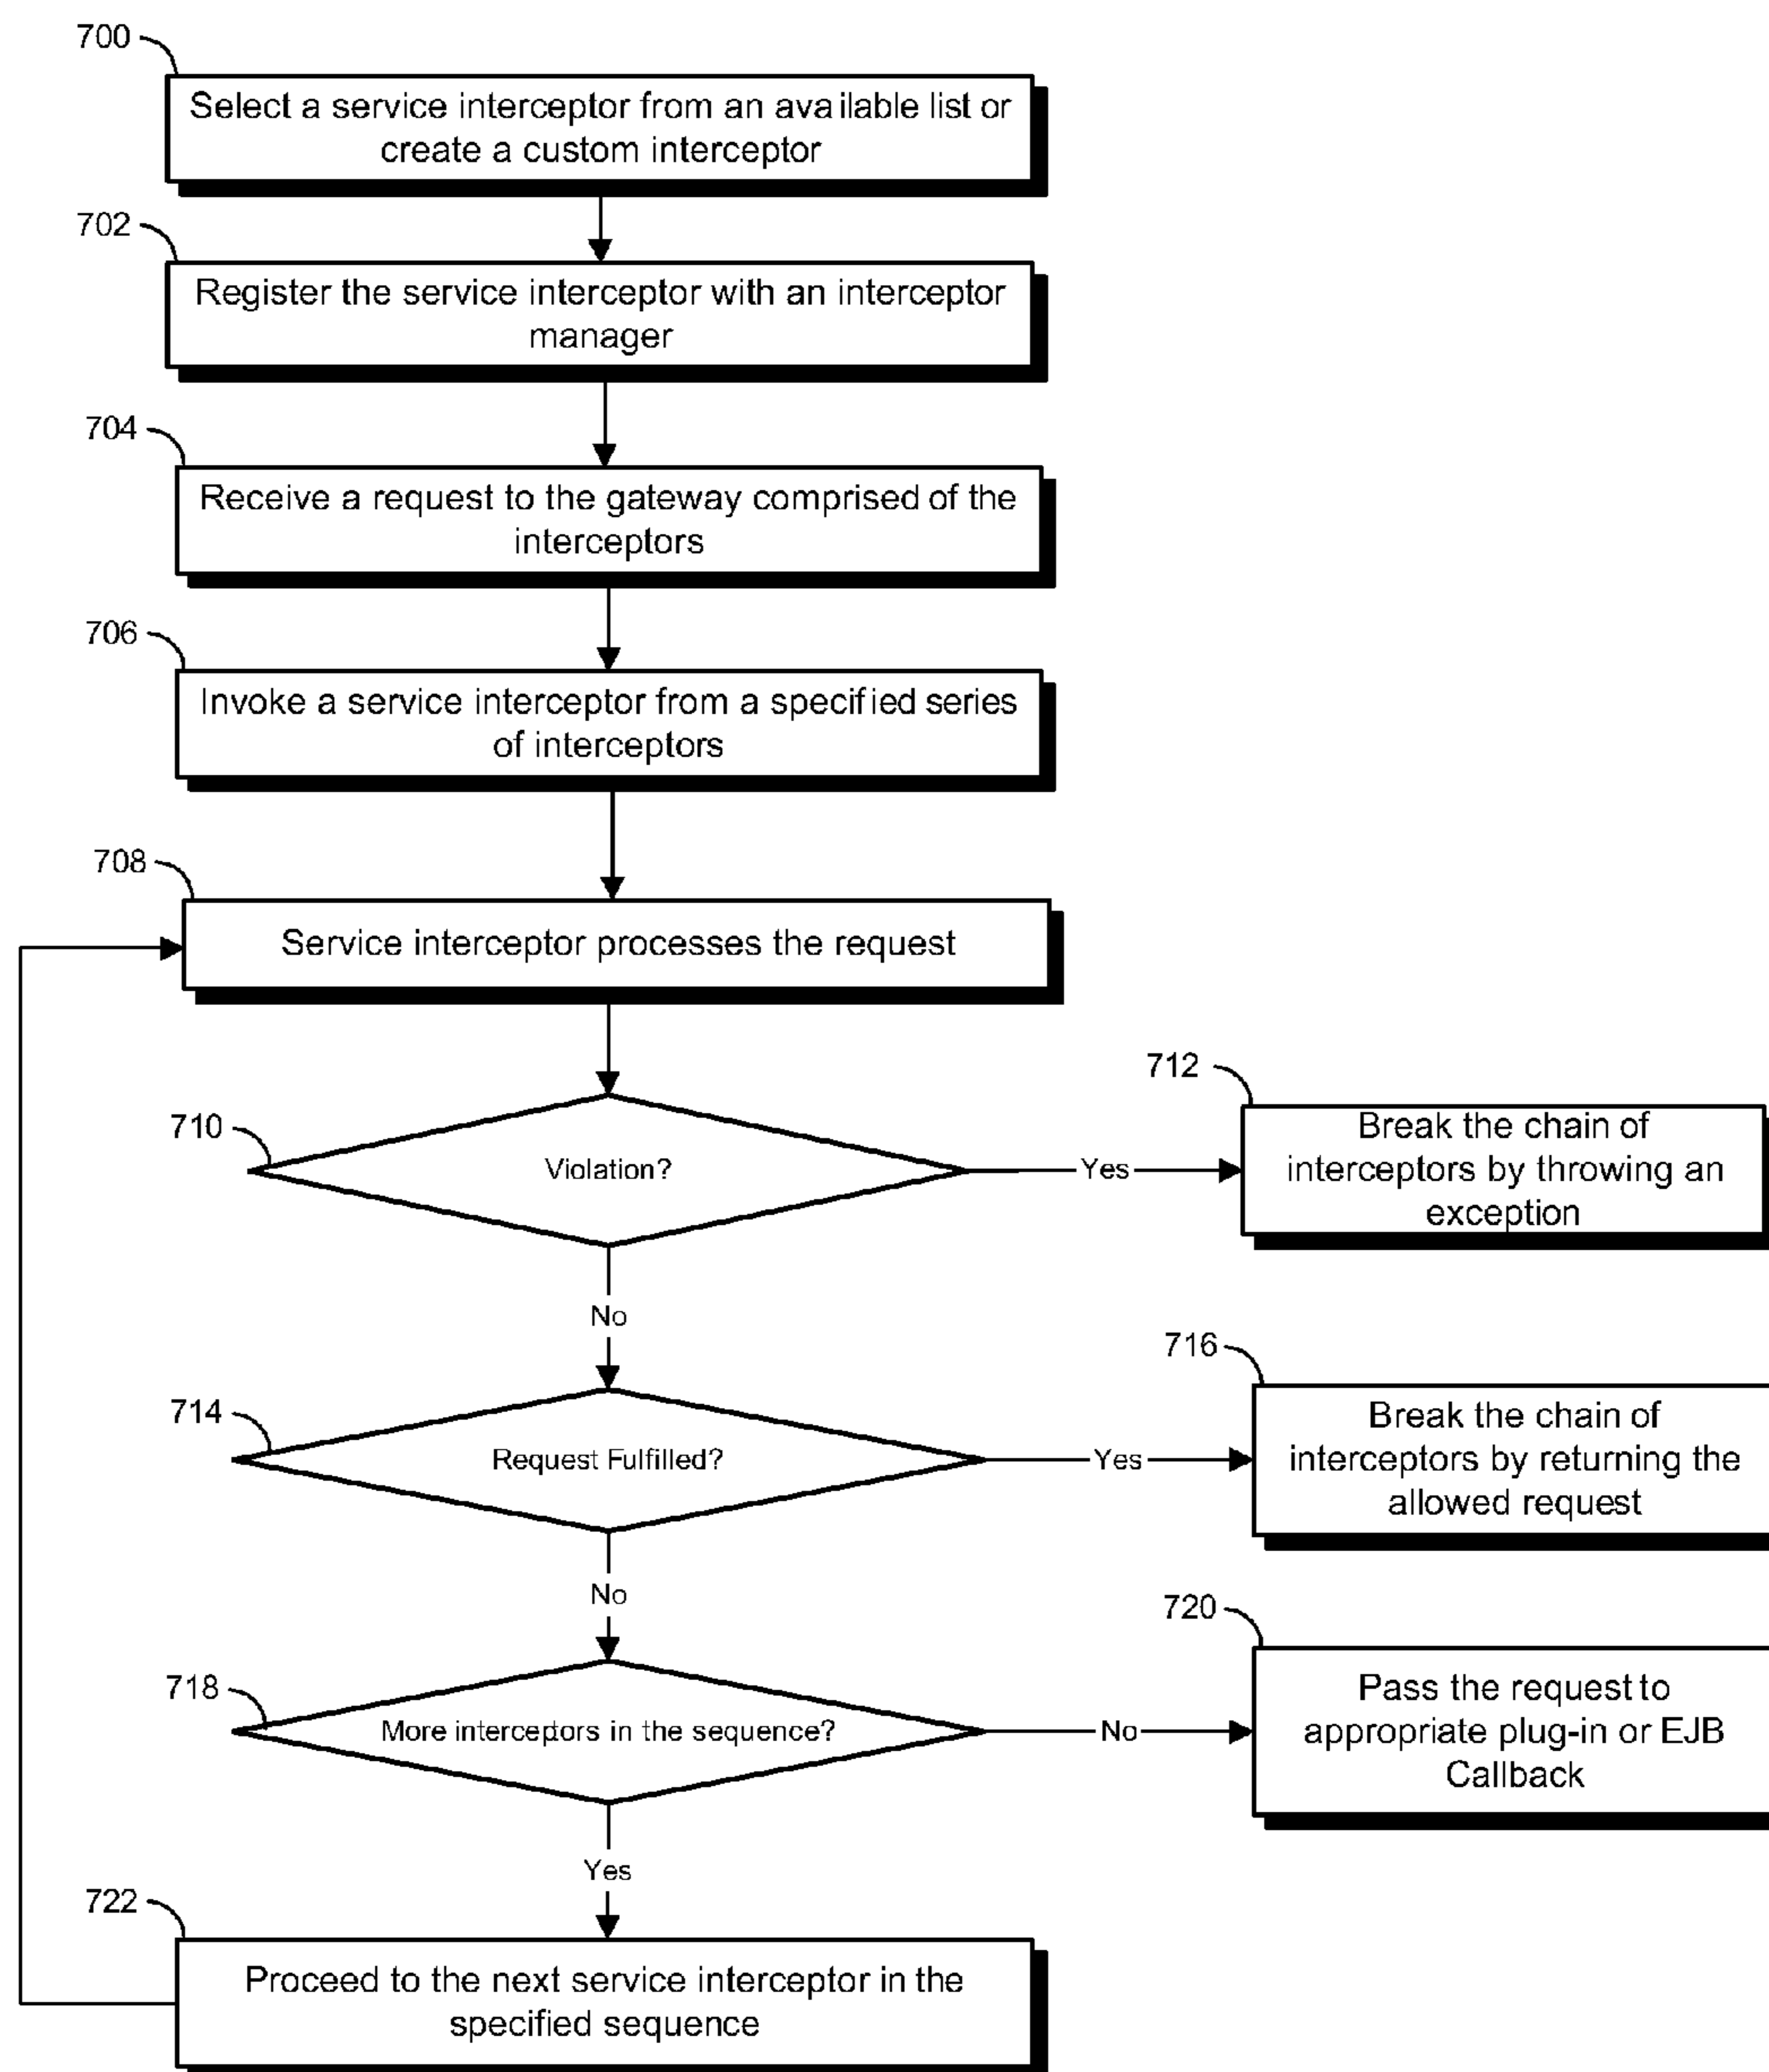 700
Select a service interceptor from an available list or
create a custom interceptor
702
Register the service interceptor with an interceptor
manager
704
Receive a request to the gateway comprised of the
interceptors
706
Invoke a service interceptor from a specified series
of interceptors
708
Service interceptor processes the request
710
Violation?
Yes
712
Break the chain of
interceptors by throwing an
exception
No
714
Request Fulfilled?
Yes
716
Break the chain of
interceptors by returning the
allowed request
No
718
More interceptors in the sequence?
No
720
Pass the request to
appropriate plug-in or EJB
Callback
Yes
722
Proceed to the next service interceptor in the
specified sequence